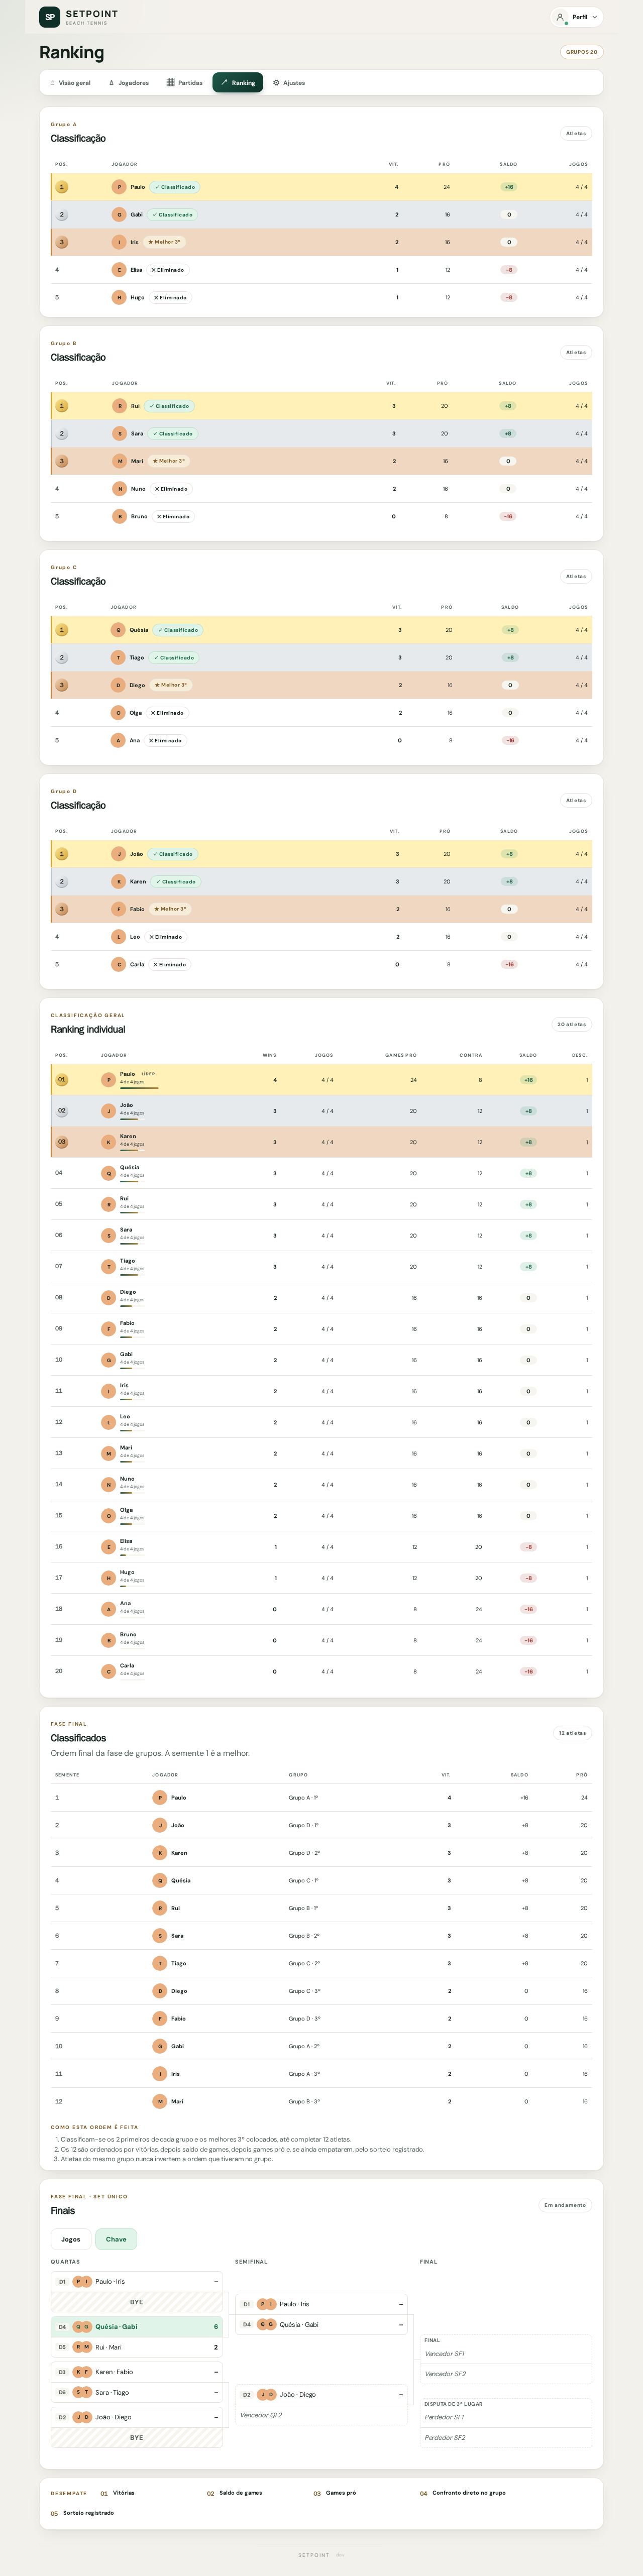 SP SETPOINT
BEACH TENNIS
Perfil
Ranking
GRUPOS 20
Visão geral Jogadores Partidas Ranking Ajustes
Grupo A
Classificação
Atletas
POS. JOGADOR VIT. PRÓ SALDO JOGOS
1 P Paulo ✓ Classificado 4 24 +16 4 / 4
2 G Gabi ✓ Classificado 2 16 0 4 / 4
3 I Iris ★ Melhor 3º 2 16 0 4 / 4
4 E Elisa ✕ Eliminado 1 12 -8 4 / 4
5 H Hugo ✕ Eliminado 1 12 -8 4 / 4
Grupo B
Classificação
Atletas
POS. JOGADOR VIT. PRÓ SALDO JOGOS
1 R Rui ✓ Classificado 3 20 +8 4 / 4
2 S Sara ✓ Classificado 3 20 +8 4 / 4
3 M Mari ★ Melhor 3º 2 16 0 4 / 4
4 N Nuno ✕ Eliminado 2 16 0 4 / 4
5 B Bruno ✕ Eliminado 0 8 -16 4 / 4
Grupo C
Classificação
Atletas
POS. JOGADOR VIT. PRÓ SALDO JOGOS
1 Q Quésia ✓ Classificado 3 20 +8 4 / 4
2 T Tiago ✓ Classificado 3 20 +8 4 / 4
3 D Diego ★ Melhor 3º 2 16 0 4 / 4
4 O Olga ✕ Eliminado 2 16 0 4 / 4
5 A Ana ✕ Eliminado 0 8 -16 4 / 4
Grupo D
Classificação
Atletas
POS. JOGADOR VIT. PRÓ SALDO JOGOS
1 J João ✓ Classificado 3 20 +8 4 / 4
2 K Karen ✓ Classificado 3 20 +8 4 / 4
3 F Fabio ★ Melhor 3º 2 16 0 4 / 4
4 L Leo ✕ Eliminado 2 16 0 4 / 4
5 C Carla ✕ Eliminado 0 8 -16 4 / 4
CLASSIFICAÇÃO GERAL
Ranking individual
20 atletas
POS. JOGADOR WINS JOGOS GAMES PRÓ CONTRA SALDO DESC.
01 P Paulo LÍDER 4 de 4 jogos 4 4 / 4 24 8 +16 1
02 J João 4 de 4 jogos 3 4 / 4 20 12 +8 1
03 K Karen 4 de 4 jogos 3 4 / 4 20 12 +8 1
04 Q Quésia 4 de 4 jogos 3 4 / 4 20 12 +8 1
05 R Rui 4 de 4 jogos 3 4 / 4 20 12 +8 1
06 S Sara 4 de 4 jogos 3 4 / 4 20 12 +8 1
07 T Tiago 4 de 4 jogos 3 4 / 4 20 12 +8 1
08 D Diego 4 de 4 jogos 2 4 / 4 16 16 0 1
09 F Fabio 4 de 4 jogos 2 4 / 4 16 16 0 1
10 G Gabi 4 de 4 jogos 2 4 / 4 16 16 0 1
11 I Iris 4 de 4 jogos 2 4 / 4 16 16 0 1
12 L Leo 4 de 4 jogos 2 4 / 4 16 16 0 1
13 M Mari 4 de 4 jogos 2 4 / 4 16 16 0 1
14 N Nuno 4 de 4 jogos 2 4 / 4 16 16 0 1
15 O Olga 4 de 4 jogos 2 4 / 4 16 16 0 1
16 E Elisa 4 de 4 jogos 1 4 / 4 12 20 -8 1
17 H Hugo 4 de 4 jogos 1 4 / 4 12 20 -8 1
18 A Ana 4 de 4 jogos 0 4 / 4 8 24 -16 1
19 B Bruno 4 de 4 jogos 0 4 / 4 8 24 -16 1
20 C Carla 4 de 4 jogos 0 4 / 4 8 24 -16 1
FASE FINAL
Classificados
12 atletas
Ordem final da fase de grupos. A semente 1 é a melhor.
SEMENTE JOGADOR GRUPO VIT. SALDO PRÓ
1 P Paulo Grupo A · 1º 4 +16 24
2 J João Grupo D · 1º 3 +8 20
3 K Karen Grupo D · 2º 3 +8 20
4 Q Quésia Grupo C · 1º 3 +8 20
5 R Rui Grupo B · 1º 3 +8 20
6 S Sara Grupo B · 2º 3 +8 20
7 T Tiago Grupo C · 2º 3 +8 20
8 D Diego Grupo C · 3º 2 0 16
9 F Fabio Grupo D · 3º 2 0 16
10 G Gabi Grupo A · 2º 2 0 16
11 I Iris Grupo A · 3º 2 0 16
12 M Mari Grupo B · 3º 2 0 16
COMO ESTA ORDEM É FEITA
1. Classificam-se os 2 primeiros de cada grupo e os melhores 3º colocados, até completar 12 atletas.
2. Os 12 são ordenados por vitórias, depois saldo de games, depois games pró e, se ainda empatarem, pelo sorteio registrado.
3. Atletas do mesmo grupo nunca invertem a ordem que tiveram no grupo.
FASE FINAL · SET ÚNICO
Finais
Em andamento
Jogos Chave
QUARTAS
D1 P I Paulo · Iris –
BYE
D4 Q G Quésia · Gabi 6
D5 R M Rui · Mari 2
D3 K F Karen · Fabio –
D6 S T Sara · Tiago –
D2 J D João · Diego –
BYE
SEMIFINAL
D1 P I Paulo · Iris –
D4 Q G Quésia · Gabi –
D2 J D João · Diego –
Vencedor QF2
FINAL
FINAL
Vencedor SF1
Vencedor SF2
DISPUTA DE 3º LUGAR
Perdedor SF1
Perdedor SF2
DESEMPATE 01 Vitórias 02 Saldo de games 03 Games pró 04 Confronto direto no grupo
05 Sorteio registrado
SETPOINT